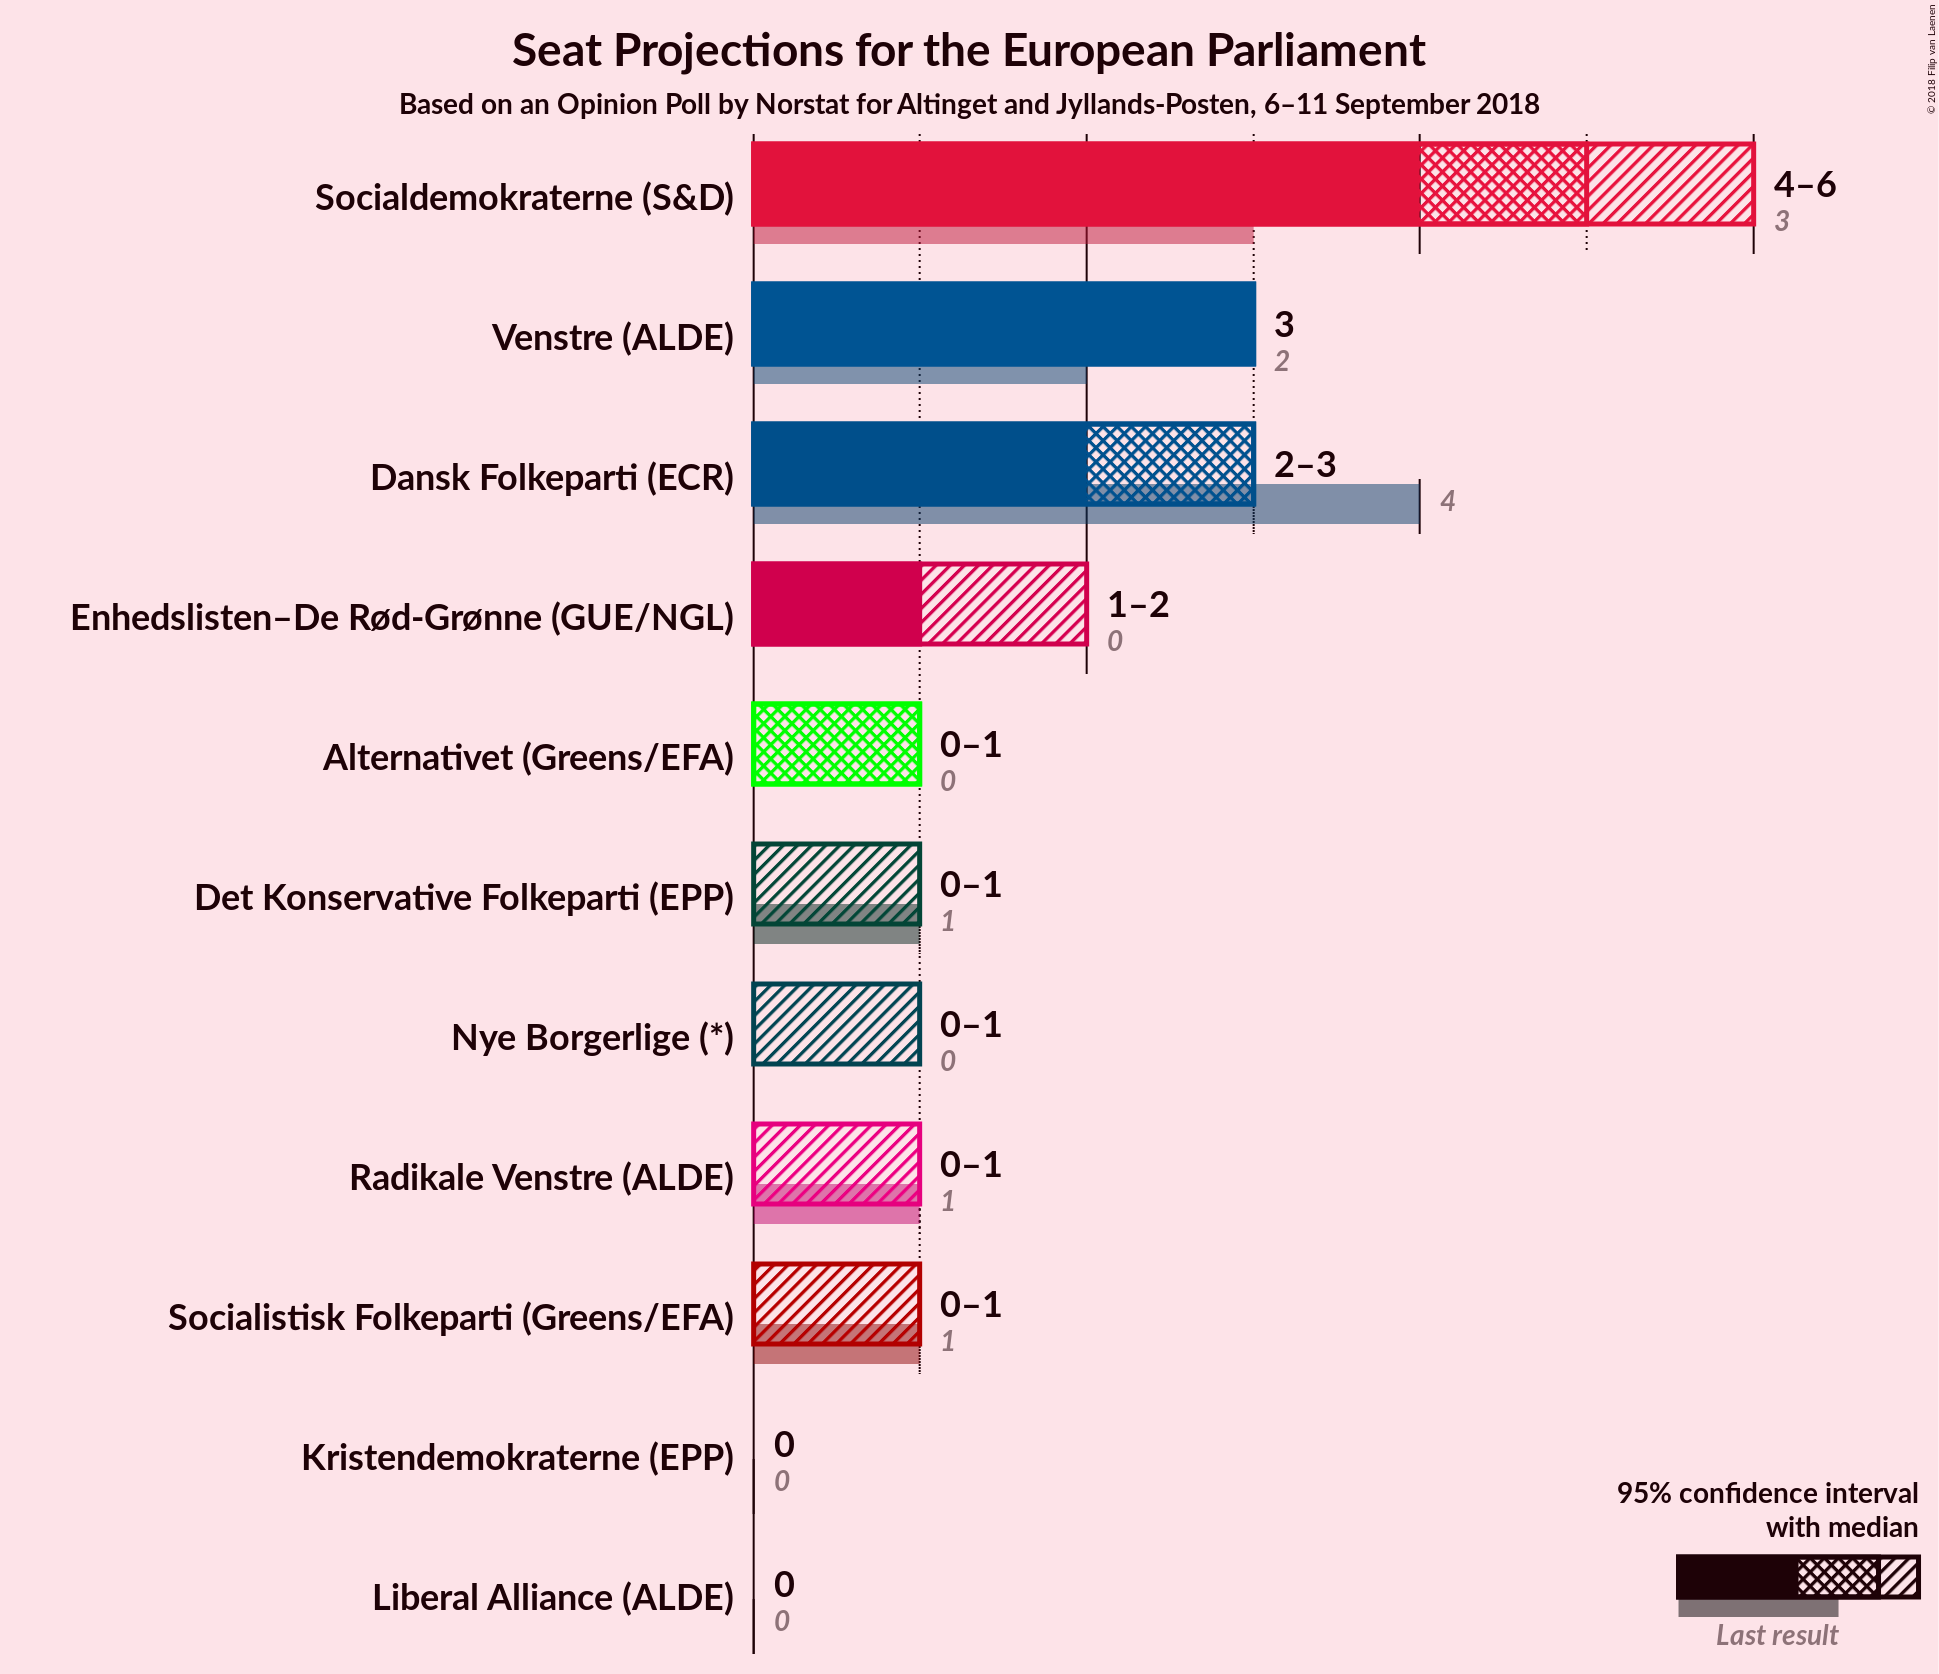 Seat Projections for the European Parliament
Based on an Opinion Poll by Norstat for Altinget and Jyllands-Posten, 6–11 September 2018
© 2018 Filip van Laenen
Socialdemokraterne (S&D)
4–6
3
Venstre (ALDE)
3
2
Dansk Folkeparti (ECR)
2–3
4
Enhedslisten–De Rød-Grønne (GUE/NGL)
1–2
0
Alternativet (Greens/EFA)
0–1
0
Det Konservative Folkeparti (EPP)
0–1
1
Nye Borgerlige (*)
0–1
0
Radikale Venstre (ALDE)
0–1
1
Socialistisk Folkeparti (Greens/EFA)
0–1
1
Kristendemokraterne (EPP)
0
0
Liberal Alliance (ALDE)
0
0
95% confidence interval
with median
Last result